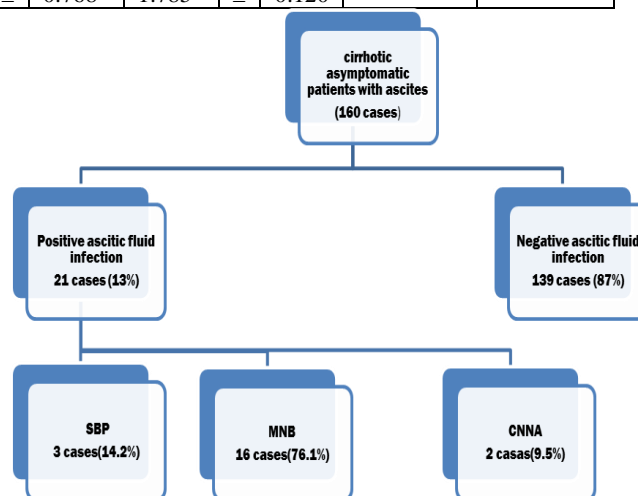 cirrhotic
asymptomatic
patients with ascites
(160 cases)
Positive ascitic fluid
infection
21 cases (13%)
Negative ascitic fluid
infection
139 cases (87%)
SBP
3 cases(14.2%)
MNB
16 cases(76.1%)
CNNA
2 casas(9.5%)